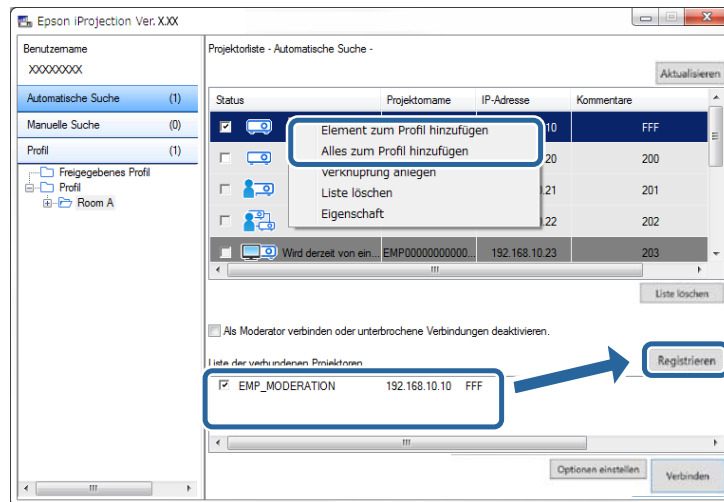 Epson iProjection Ver. X.XX
Benutzername
XXXXXXXX
Automatische Suche (1)
Manuelle Suche (0)
Profil (1)
Freigegebenes Profil
Profil
Room A
Projektorliste - Automatische Suche -
Aktualisieren
Status Projektorname IP-Adresse Kommentare
10 FFF
Element zum Profil hinzufügen
Alles zum Profil hinzufügen
20 200
Verknüpfung anlegen
.21 201
Liste löschen
Eigenschaft
.22 202
Wird derzeit von ein... EMP00000000000... 192.168.10.23 203
Liste löschen
Als Moderator verbinden oder unterbrochene Verbindungen deaktivieren.
Liste der verbundenen Projektoren
Registrieren
EMP_MODERATION 192.168.10.10 FFF
Optionen einstellen
Verbinden